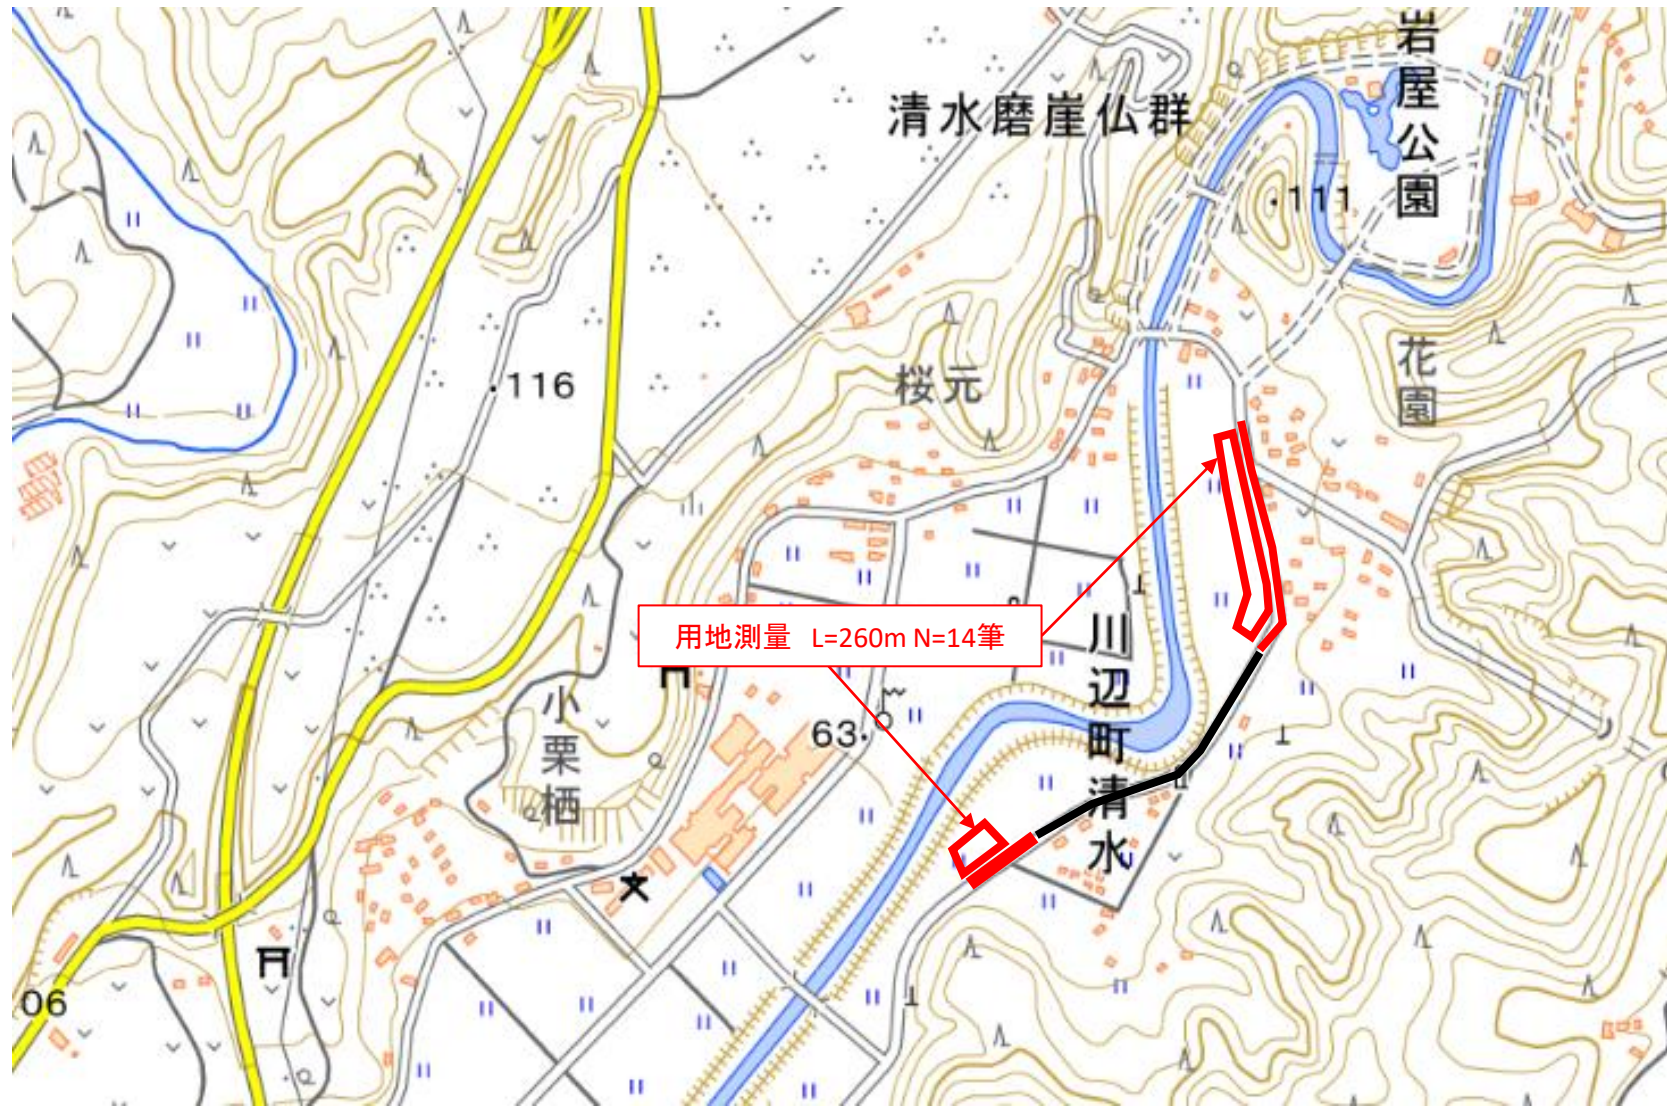 岩屋公園
清水磨崖仏群
111
花園
116
桜元
用地測量 L=260m N=14筆
川辺町清水
小栗栖
63
06